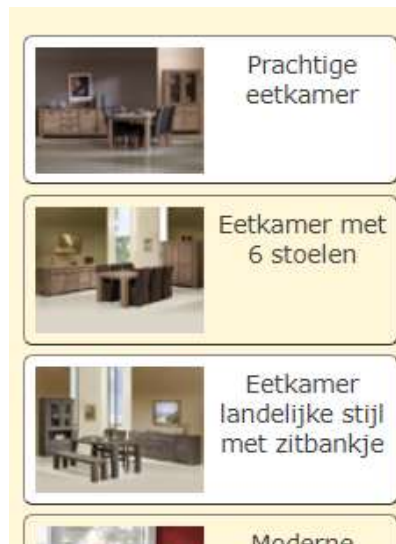 Prachtige
eetkamer
Eetkamer met
6 stoelen
Eetkamer
landelijke stijl
met zitbankje
Moderne